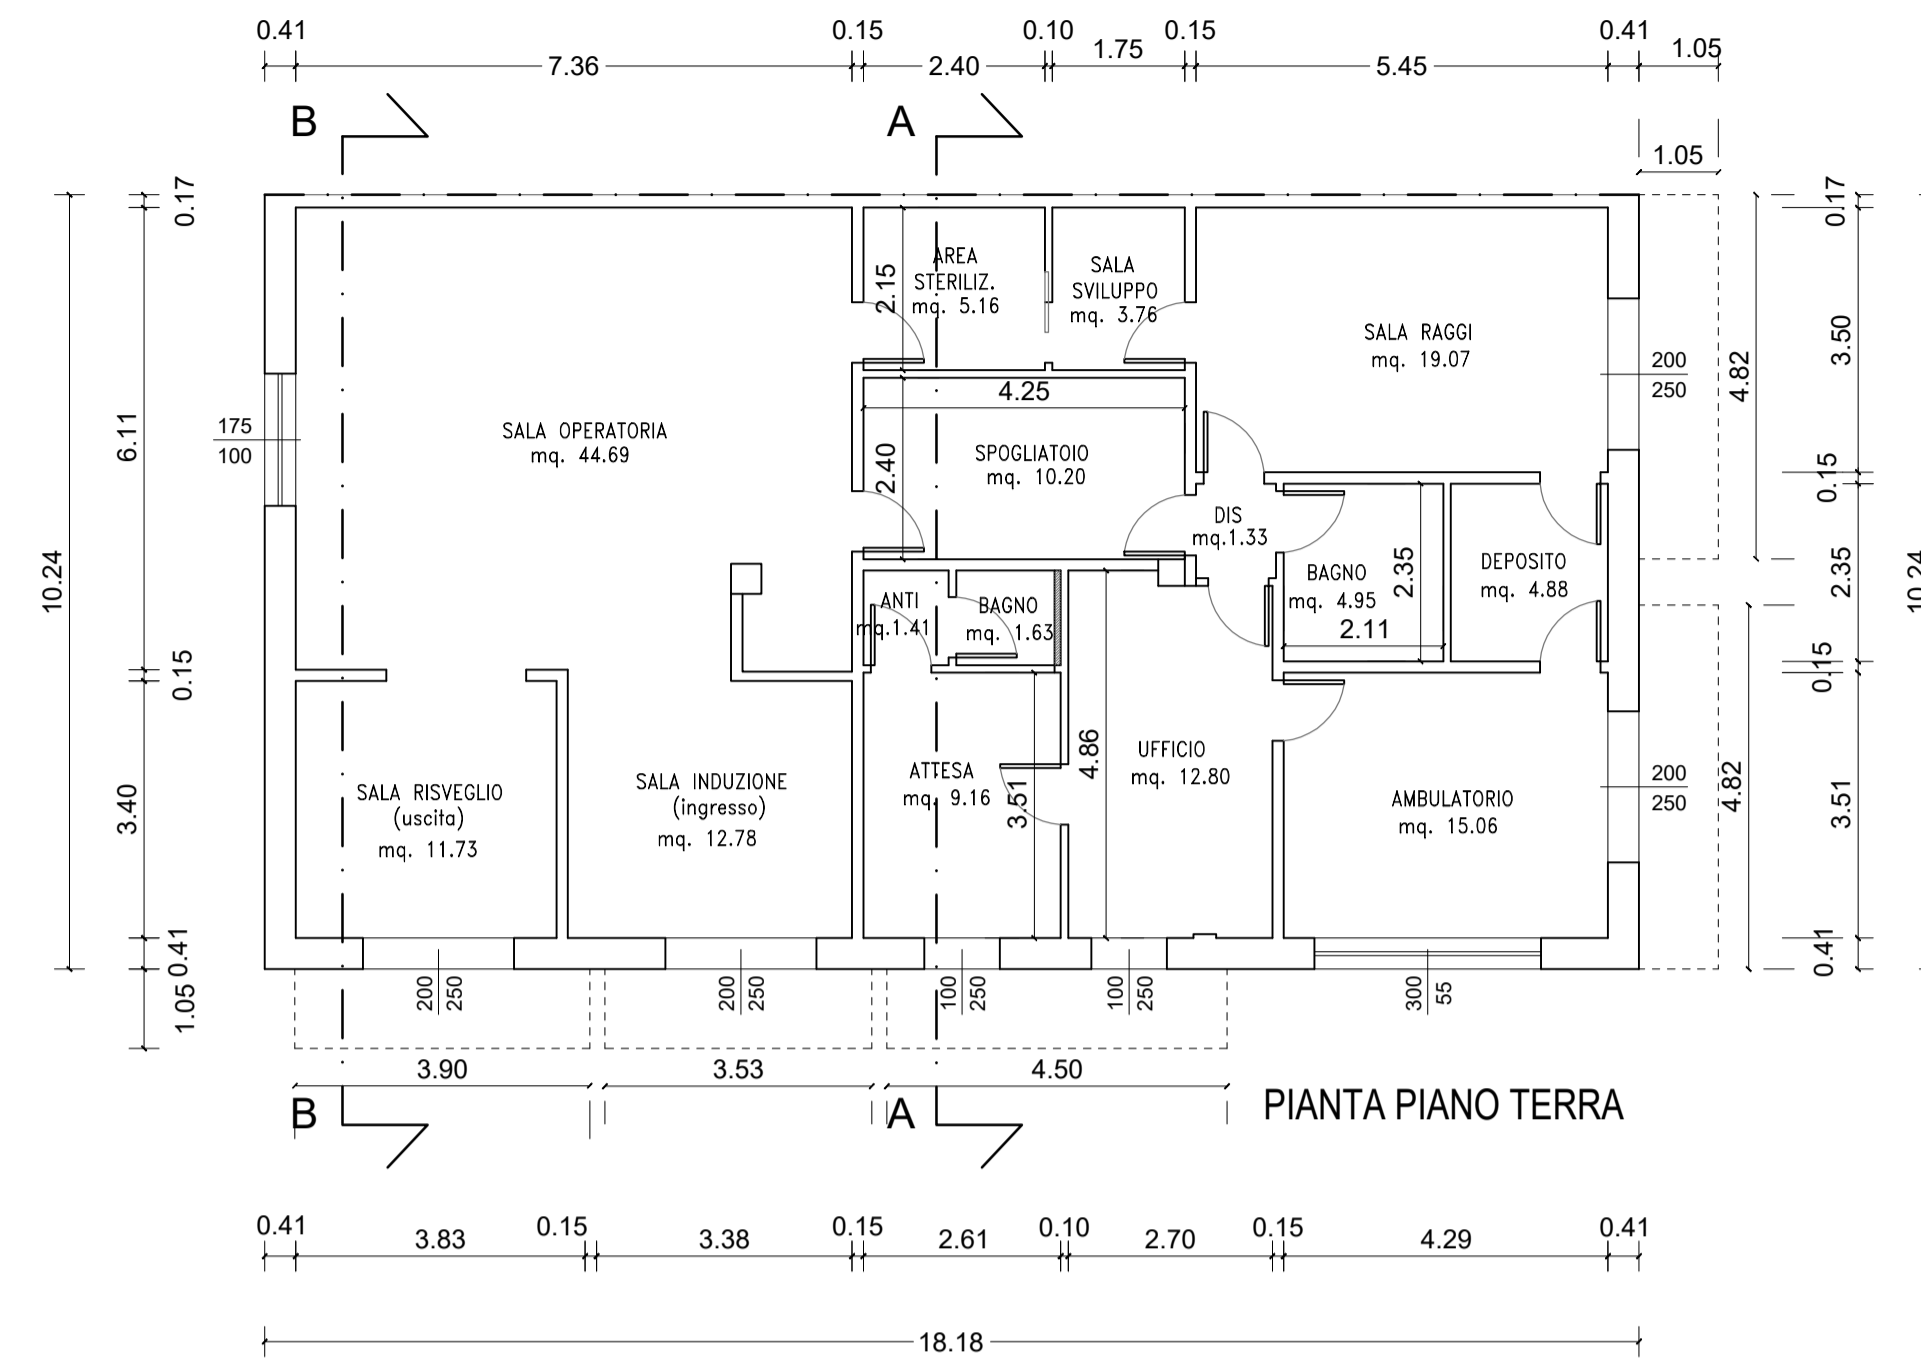 0.41 0.15 0.10 0.15 0.41
7.36 2.40 1.75 5.45 1.05
B A
1.05
0.17 0.17
AREA
STERILIZ.
mq. 5.16
2.15
SALA
SVILUPPO
mq. 3.76
SALA RAGGI
mq. 19.07
200
250
3.50
4.82
4.25
175
100
6.11
SALA OPERATORIA
mq. 44.69
2.40
SPOGLIATOIO
mq. 10.20
0.15
DIS
mq.1.33
10.24
10.24
BAGNO
mq. 4.95
2.35
2.11
DEPOSITO
mq. 4.88
2.35
ANTI
mq.1.41
BAGNO
mq. 1.63
0.15
0.15
SALA RISVEGLIO
(uscita)
mq. 11.73
SALA INDUZIONE
(ingresso)
mq. 12.78
ATTESA
mq. 9.16
3.51
4.86
UFFICIO
mq. 12.80
AMBULATORIO
mq. 15.06
200
250
4.82
3.51
3.40
0.41
0.41
1.05
200
250
200
250
100
250
100
250
300
55
3.90 3.53 4.50
B A
PIANTA PIANO TERRA
0.41 0.15 0.15 0.10 0.15 0.41
3.83 3.38 2.61 2.70 4.29
18.18